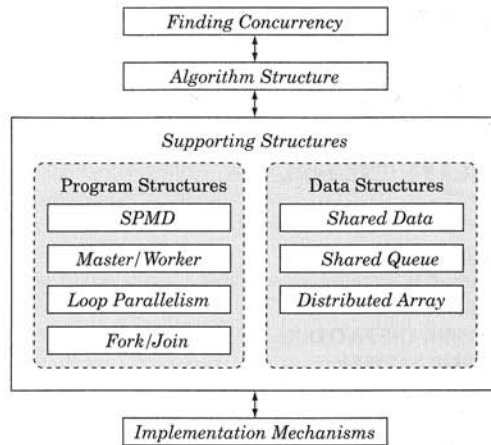 Finding Concurrency
Algorithm Structure
Supporting Structures
Program Structures
SPMD
Master/Worker
Loop Parallelism
Fork/Join
Data Structures
Shared Data
Shared Queue
Distributed Array
Implementation Mechanisms